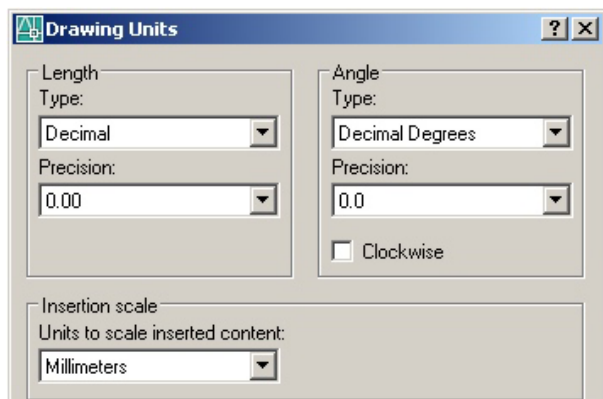 Drawing Units
Length
Type:
Decimal
Precision:
0.00
Angle
Type:
Decimal Degrees
Precision:
0.0
Clockwise
Insertion scale
Units to scale inserted content:
Millimeters